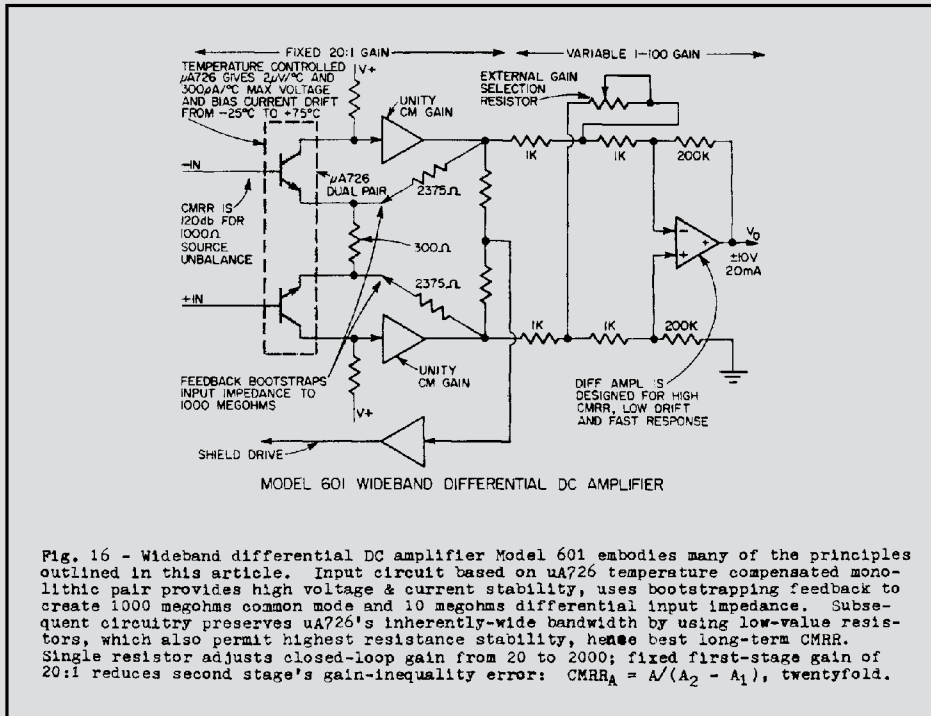 FIXED 20:1 GAIN
VARIABLE 1-100 GAIN
TEMPERATURE CONTROLLED
μA726 GIVES 2μV/°C AND
300pA/°C MAX VOLTAGE
AND BIAS CURRENT DRIFT
FROM -25°C TO +75°C
V+
UNITY
CM GAIN
EXTERNAL GAIN
SELECTION
RESISTOR
1K
1K
200K
-IN
μA726
DUAL PAIR
2375Ω
CMRR IS
120db FOR
1000Ω
SOURCE
UNBALANCE
300Ω
-
+
+
V₀
±10V
20mA
2375Ω
+IN
1K
1K
200K
UNITY
CM GAIN
FEEDBACK BOOTSTRAPS
INPUT IMPEDANCE TO
1000 MEGOHMS
V+
DIFF AMPL IS
DESIGNED FOR HIGH
CMRR, LOW DRIFT
AND FAST RESPONSE
SHIELD DRIVE
MODEL 601 WIDEBAND DIFFERENTIAL DC AMPLIFIER
Fig. 16 - Wideband differential DC amplifier Model 601 embodies many of the principles
outlined in this article. Input circuit based on uA726 temperature compensated mono-
lithic pair provides high voltage & current stability, uses bootstrapping feedback to
create 1000 megohms common mode and 10 megohms differential input impedance. Subse-
quent circuitry preserves uA726's inherently-wide bandwidth by using low-value resis-
tors, which also permit highest resistance stability, hence best long-term CMRR.
Single resistor adjusts closed-loop gain from 20 to 2000; fixed first-stage gain of
20:1 reduces second stage's gain-inequality error: CMRR_A = A/(A₂ - A₁), twentyfold.